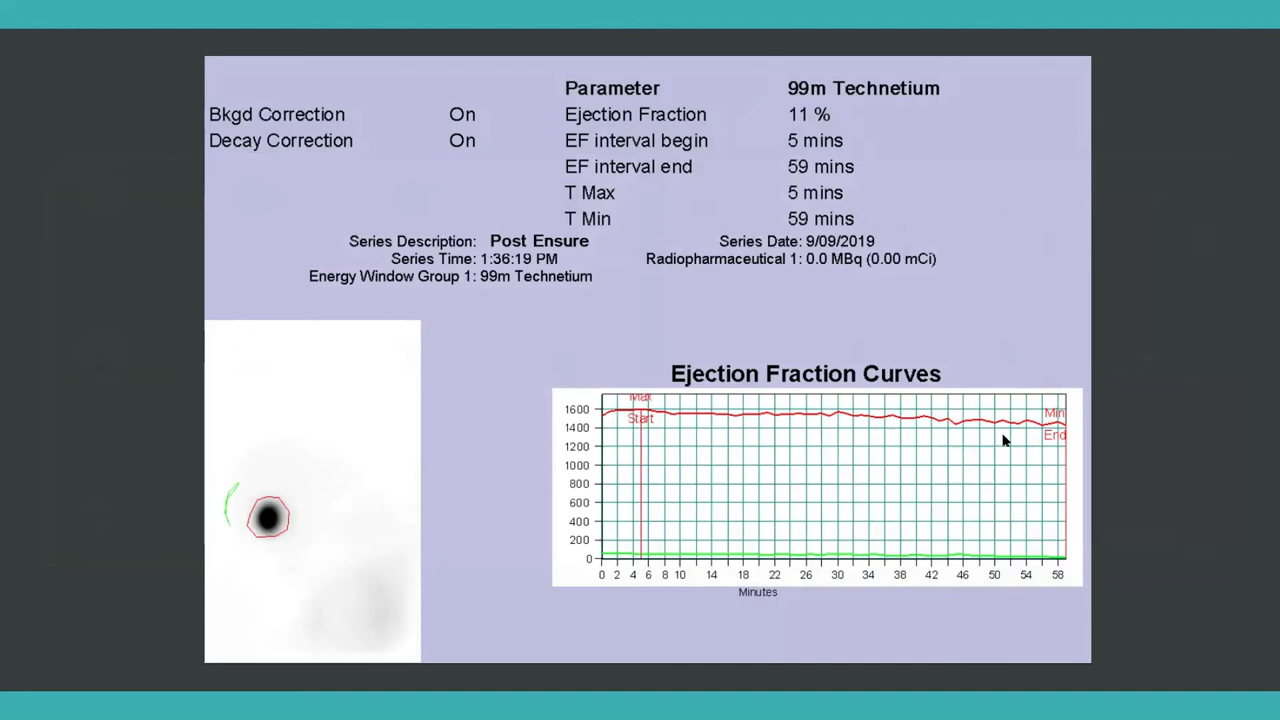 Parameter 99m Technetium
Bkgd Correction On Ejection Fraction 11 %
Decay Correction On EF interval begin 5 mins
EF interval end 59 mins
T Max 5 mins
T Min 59 mins
Series Description: Post Ensure Series Date: 9/09/2019
Series Time: 1:36:19 PM Radiopharmaceutical 1: 0.0 MBq (0.00 mCi)
Energy Window Group 1: 99m Technetium
Ejection Fraction Curves
Max
Start
Min
End
1600
1400
1200
1000
800
600
400
200
0
0 2 4 6 8 10 14 18 22 26 30 34 38 42 46 50 54 58
Minutes